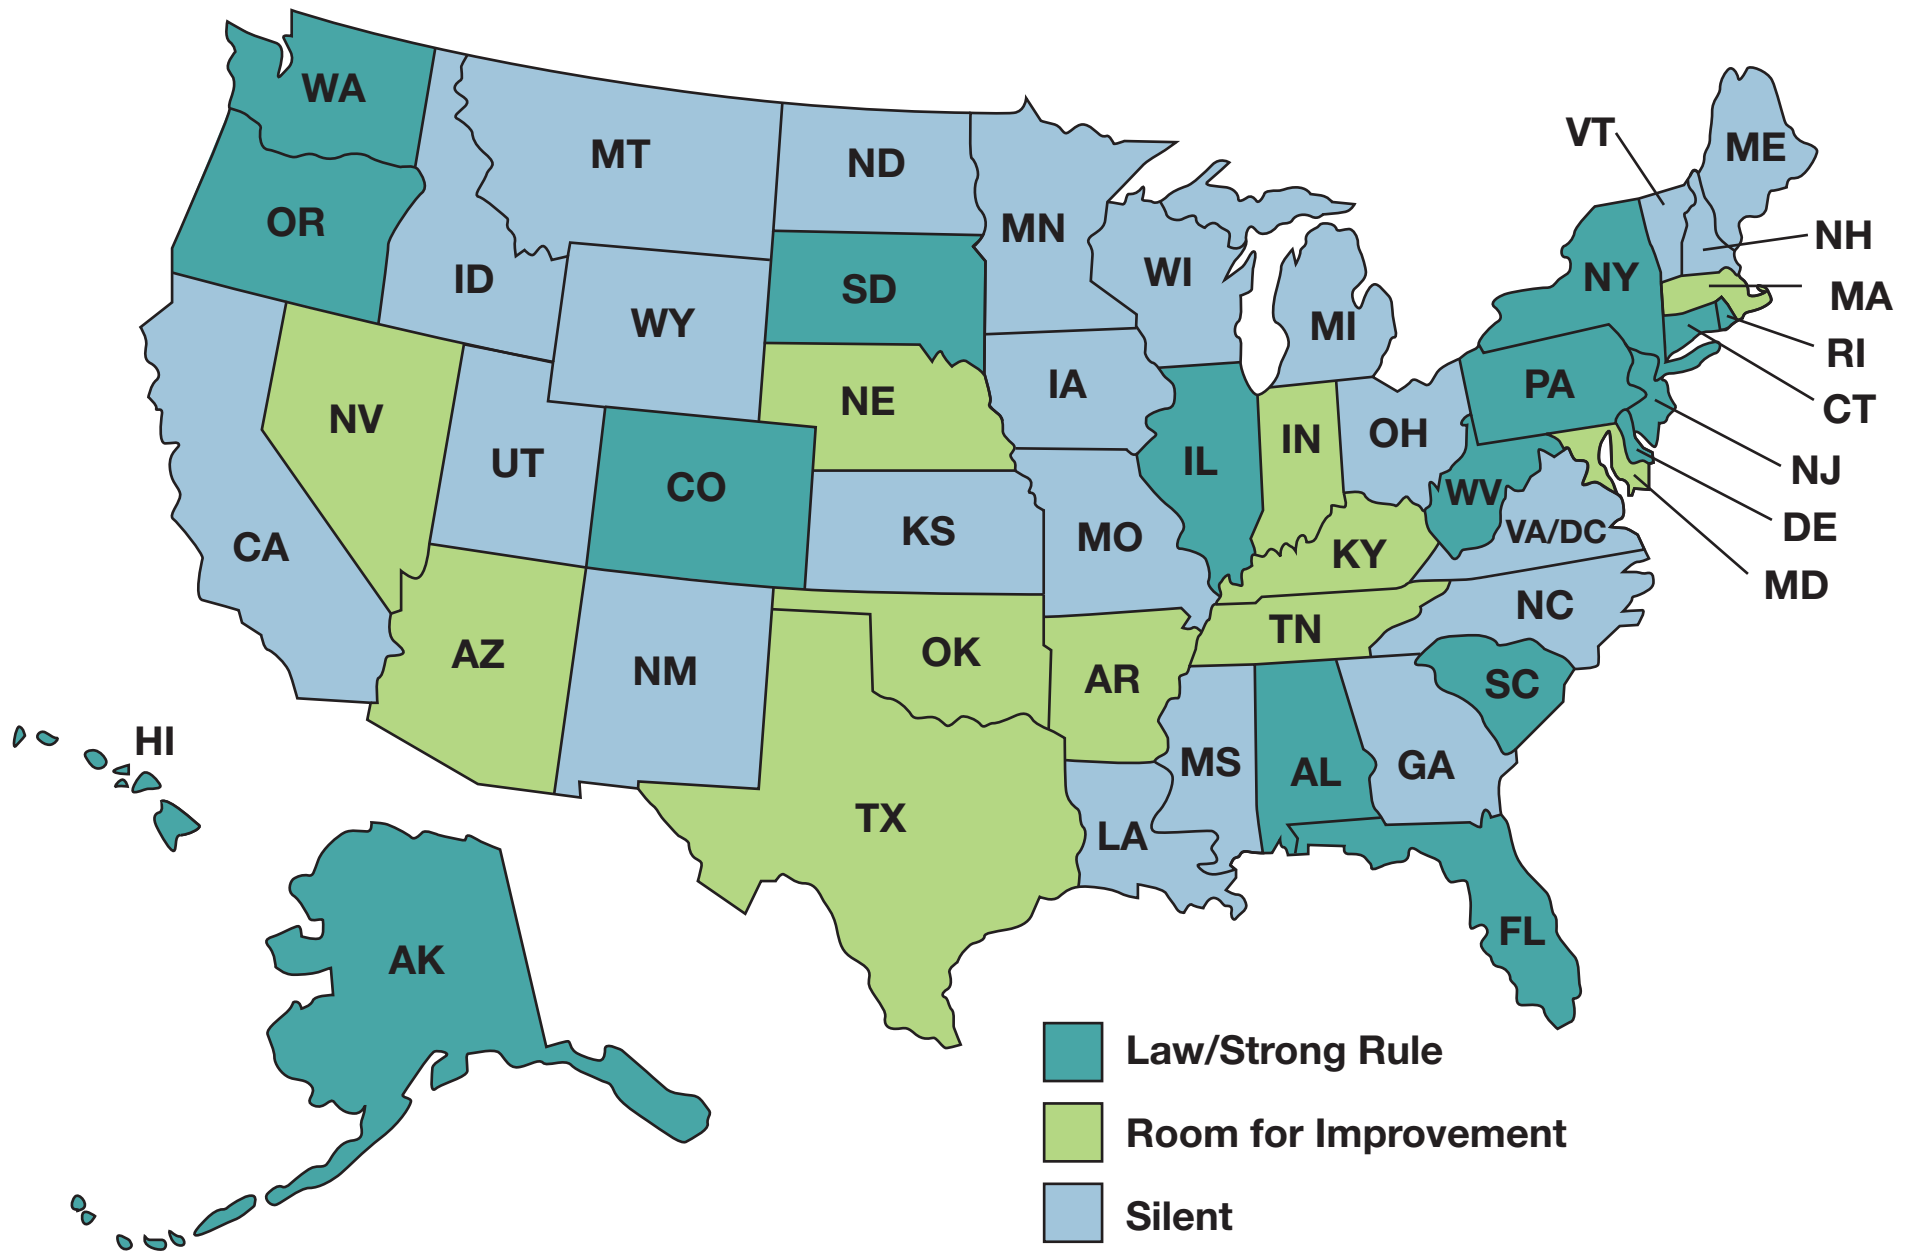 WA
MT
ND
MN
VT
ME
OR
ID
WY
SD
WI
MI
NY
NH
MA
RI
CT
NJ
DE
MD
NV
UT
CO
NE
IA
IL
IN
OH
PA
WV
VA/DC
CA
KS
MO
KY
AZ
NM
OK
AR
TN
NC
SC
HI
TX
LA
MS
AL
GA
FL
AK
Law/Strong Rule
Room for Improvement
Silent